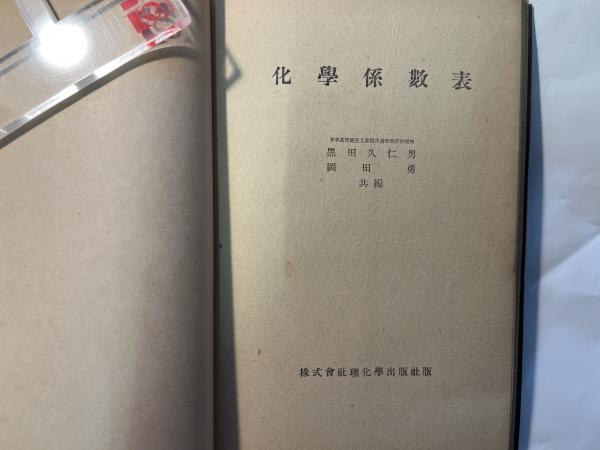 化學係數表
黒田久仁男
岡田勇
共編
株式會社理化學出版社版